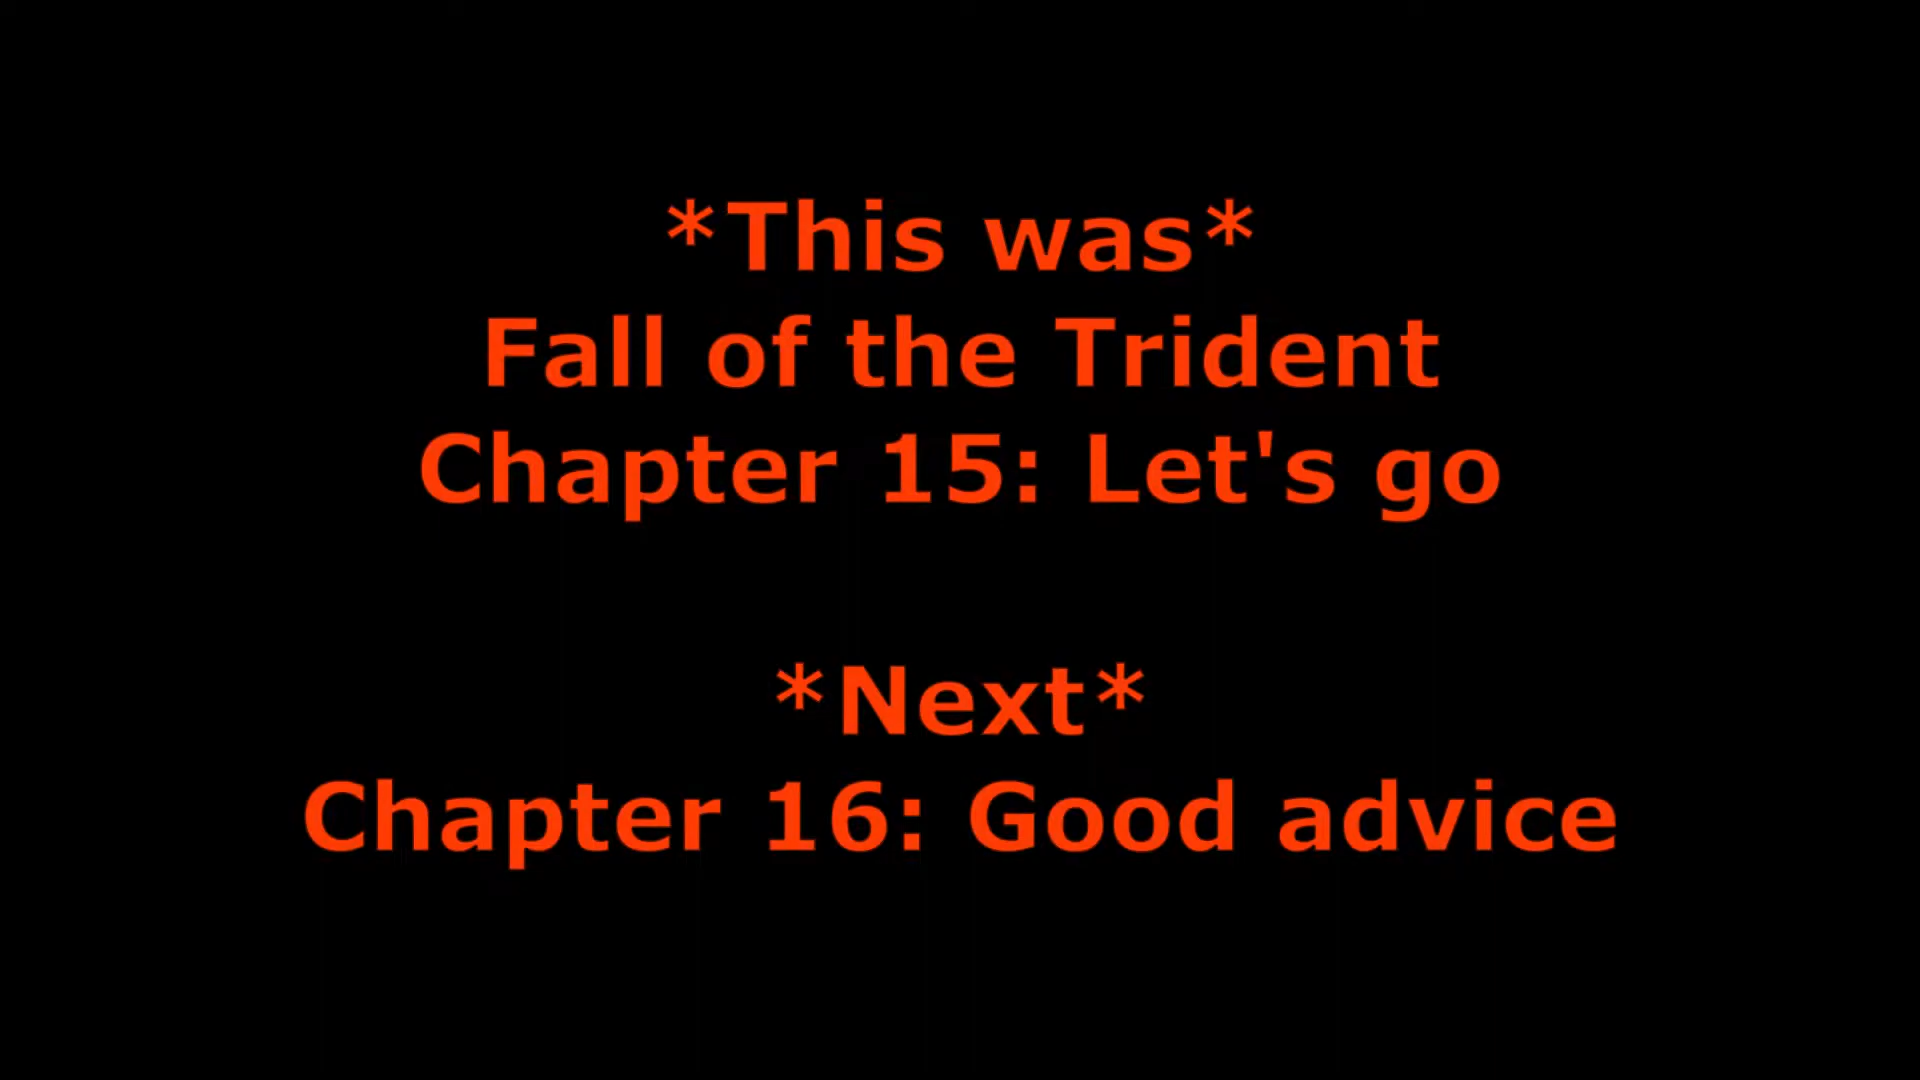 *This was*
Fall of the Trident
Chapter 15: Let's go
*Next*
Chapter 16: Good advice